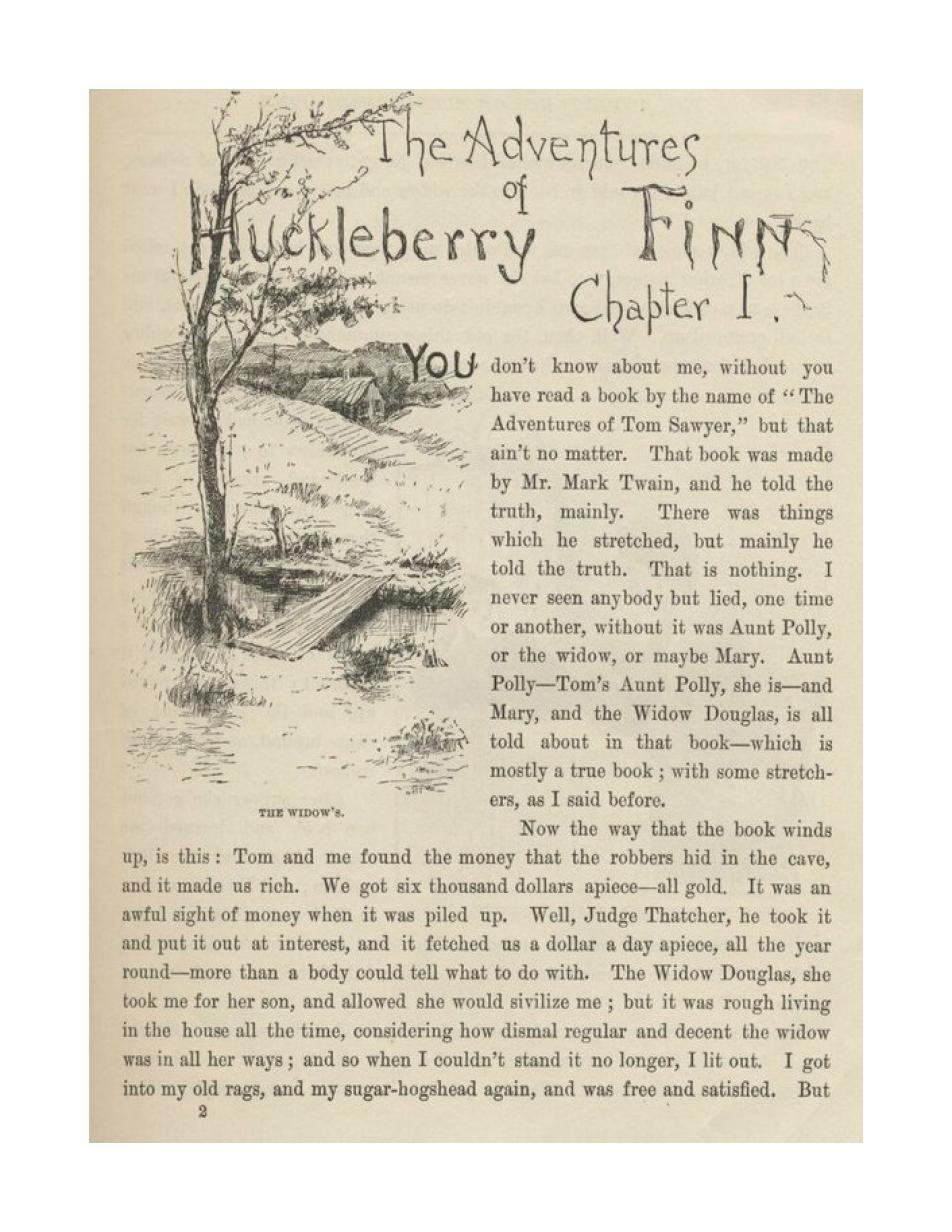 The Adventures
of
Huckleberry Finn
Chapter I.
YOU don't know about me, without you
have read a book by the name of "The
Adventures of Tom Sawyer," but that
ain't no matter. That book was made
by Mr. Mark Twain, and he told the
truth, mainly. There was things
which he stretched, but mainly he
told the truth. That is nothing. I
never seen anybody but lied, one time
or another, without it was Aunt Polly,
or the widow, or maybe Mary. Aunt
Polly—Tom's Aunt Polly, she is—and
Mary, and the Widow Douglas, is all
told about in that book—which is
mostly a true book ; with some stretch-
ers, as I said before.
THE WIDOW'S.
Now the way that the book winds
up, is this : Tom and me found the money that the robbers hid in the cave,
and it made us rich. We got six thousand dollars apiece—all gold. It was an
awful sight of money when it was piled up. Well, Judge Thatcher, he took it
and put it out at interest, and it fetched us a dollar a day apiece, all the year
round—more than a body could tell what to do with. The Widow Douglas, she
took me for her son, and allowed she would sivilize me ; but it was rough living
in the house all the time, considering how dismal regular and decent the widow
was in all her ways ; and so when I couldn't stand it no longer, I lit out. I got
into my old rags, and my sugar-hogshead again, and was free and satisfied. But
2